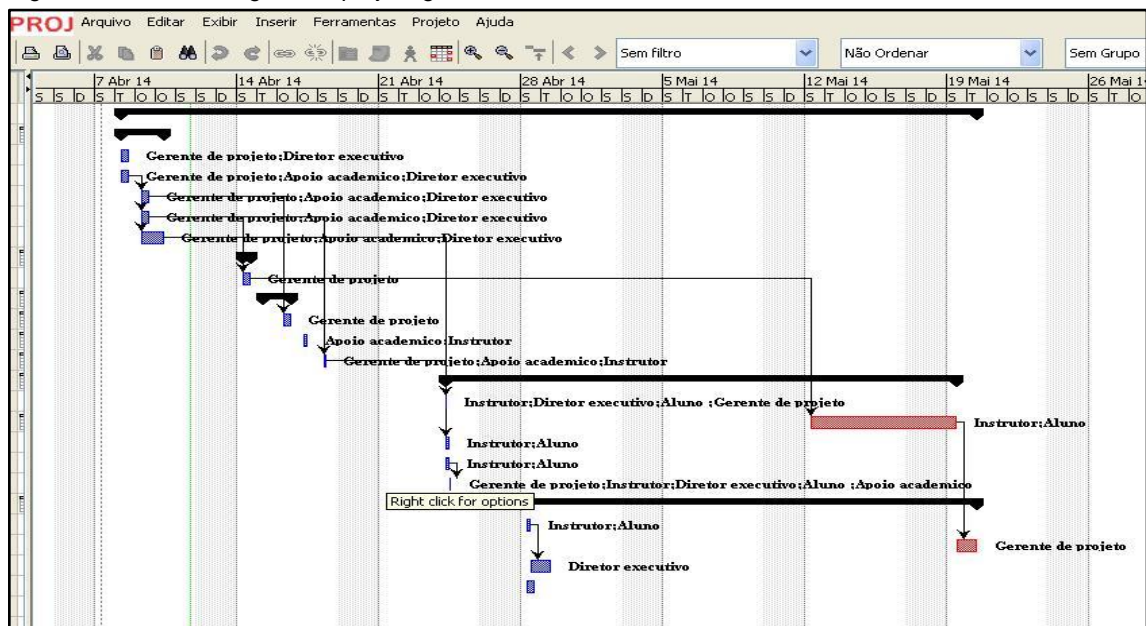 PROJ Arquivo Editar Exibir Inserir Ferramentas Projeto Ajuda
Sem filtro Não Ordenar Sem Grupo
7 Abr 14 14 Abr 14 21 Abr 14 28 Abr 14 5 Mai 14 12 Mai 14 19 Mai 14 26 Mai 1
S S D S T Q Q S S D S T Q Q S S D S T Q Q S S D S T Q Q S S D S T Q Q S S D S T Q Q S S D S T Q Q S S D S T Q
Gerente de projeto;Diretor executivo
Gerente de projeto;Apoio academico;Diretor executivo
Gerente de projeto;Apoio academico;Diretor executivo
Gerente de projeto;Apoio academico;Diretor executivo
Gerente de projeto;Apoio academico;Diretor executivo
Gerente de projeto
Gerente de projeto
Apoio academico;Instrutor
Gerente de projeto;Apoio academico;Instrutor
Instrutor;Diretor executivo;Aluno ;Gerente de projeto
Instrutor;Aluno
Instrutor;Aluno
Instrutor;Aluno
Gerente de projeto;Instrutor;Diretor executivo;Aluno ;Apoio academico
Right click for options
Instrutor;Aluno
Gerente de projeto
Diretor executivo